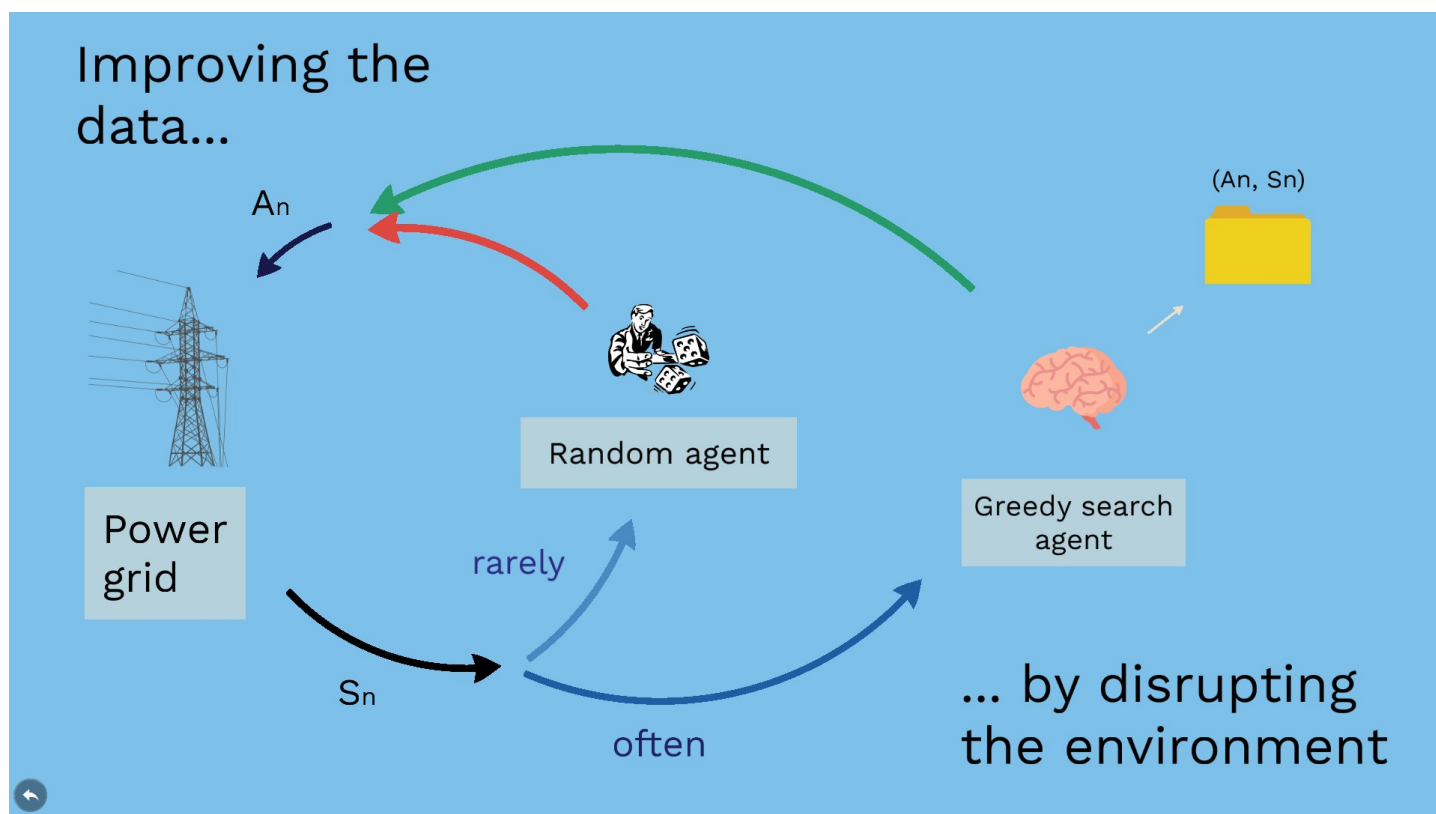 Improving the
data...
An
(An, Sn)
Random agent
Greedy search
agent
Power
grid
rarely
Sn
often
... by disrupting
the environment